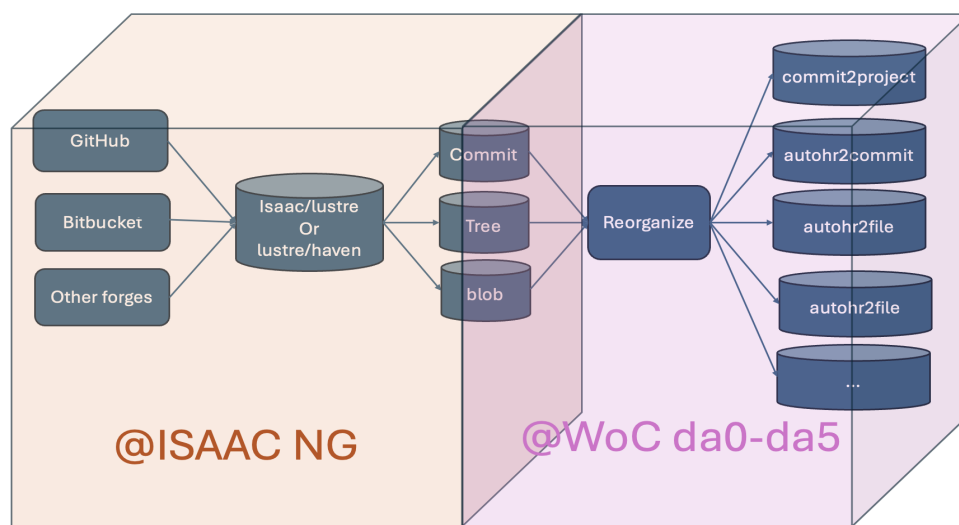 GitHub
Bitbucket
Other forges
Isaac/lustre
Or
lustre/haven
Commit
Tree
blob
Reorganize
commit2project
autohr2commit
autohr2file
autohr2file
...
@ISAAC NG
@WoC da0-da5